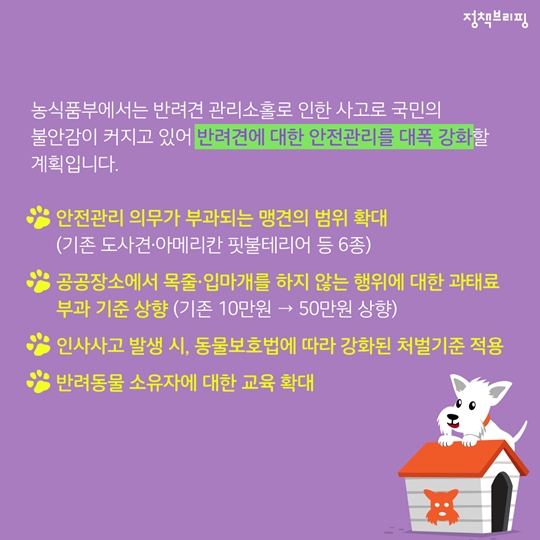 정책브리핑
농식품부에서는 반려견 관리소홀로 인한 사고로 국민의
불안감이 커지고 있어 반려견에 대한 안전관리를 대폭 강화할
계획입니다.
안전관리 의무가 부과되는 맹견의 범위 확대
(기존 도사견·아메리칸 핏불테리어 등 6종)
공공장소에서 목줄·입마개를 하지 않는 행위에 대한 과태료
부과 기준 상향 (기존 10만원 → 50만원 상향)
인사사고 발생 시, 동물보호법에 따라 강화된 처벌기준 적용
반려동물 소유자에 대한 교육 확대